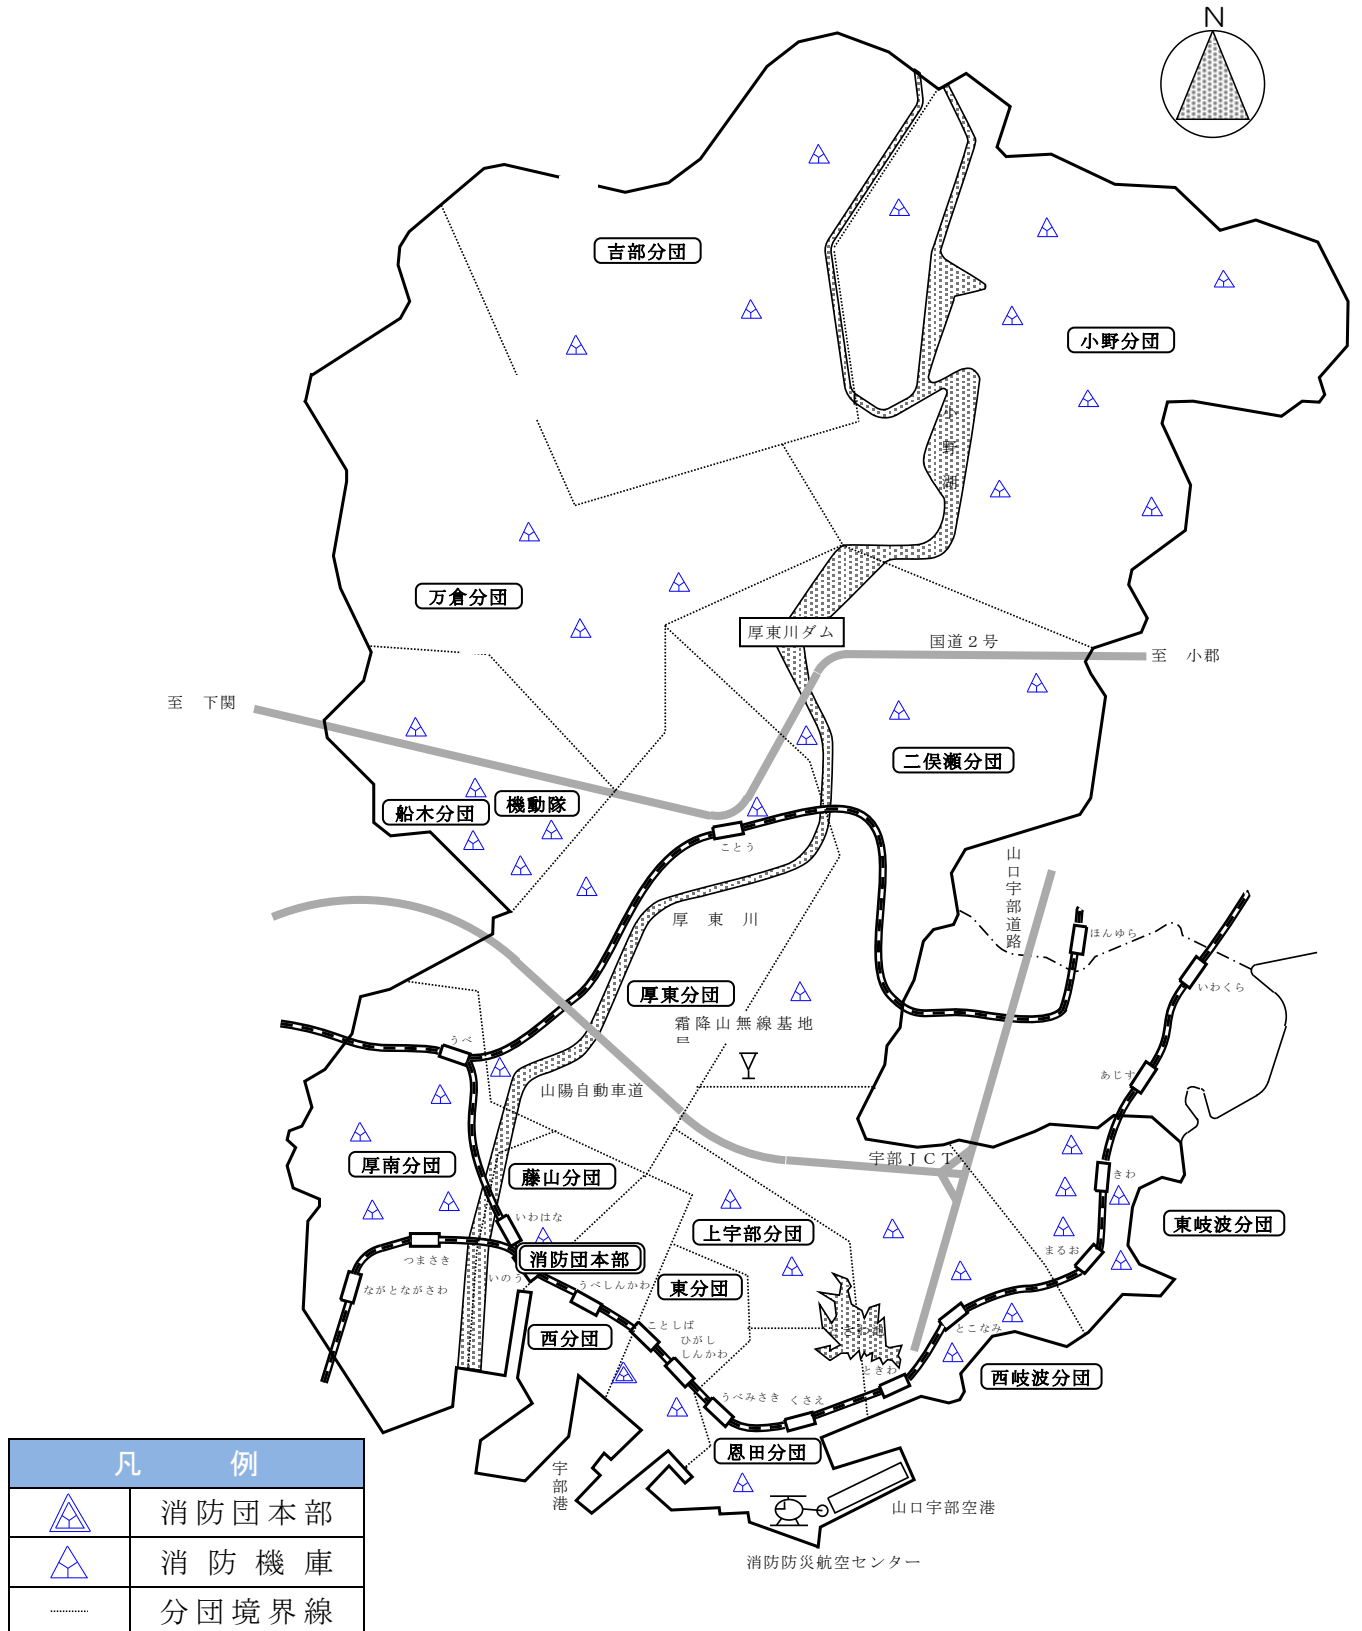 N
吉部分団
小野分団
野
湖
万倉分団
厚東川ダム
国道２号
至 小郡
至 下関
二俣瀬分団
機動隊
船木分団
ことう
山口宇部道路
厚東川
ほんゆら
いわくら
厚東分団
霜降山無線基地
うべ
山陽自動車道
あじす
宇部ＪＣＴ
厚南分団
藤山分団
きわ
いわはな
上宇部分団
東岐波分団
消防団本部
つまさき
いのう
うべしんかわ
東分団
まるお
ながとながさわ
西分団
ことしば
ひがし
しんかわ
とこなみ
ときわ
西岐波分団
うべみさき
くさえ
恩田分団
宇部港
山口宇部空港
消防防災航空センター
凡 例
消防団本部
消防機庫
分団境界線